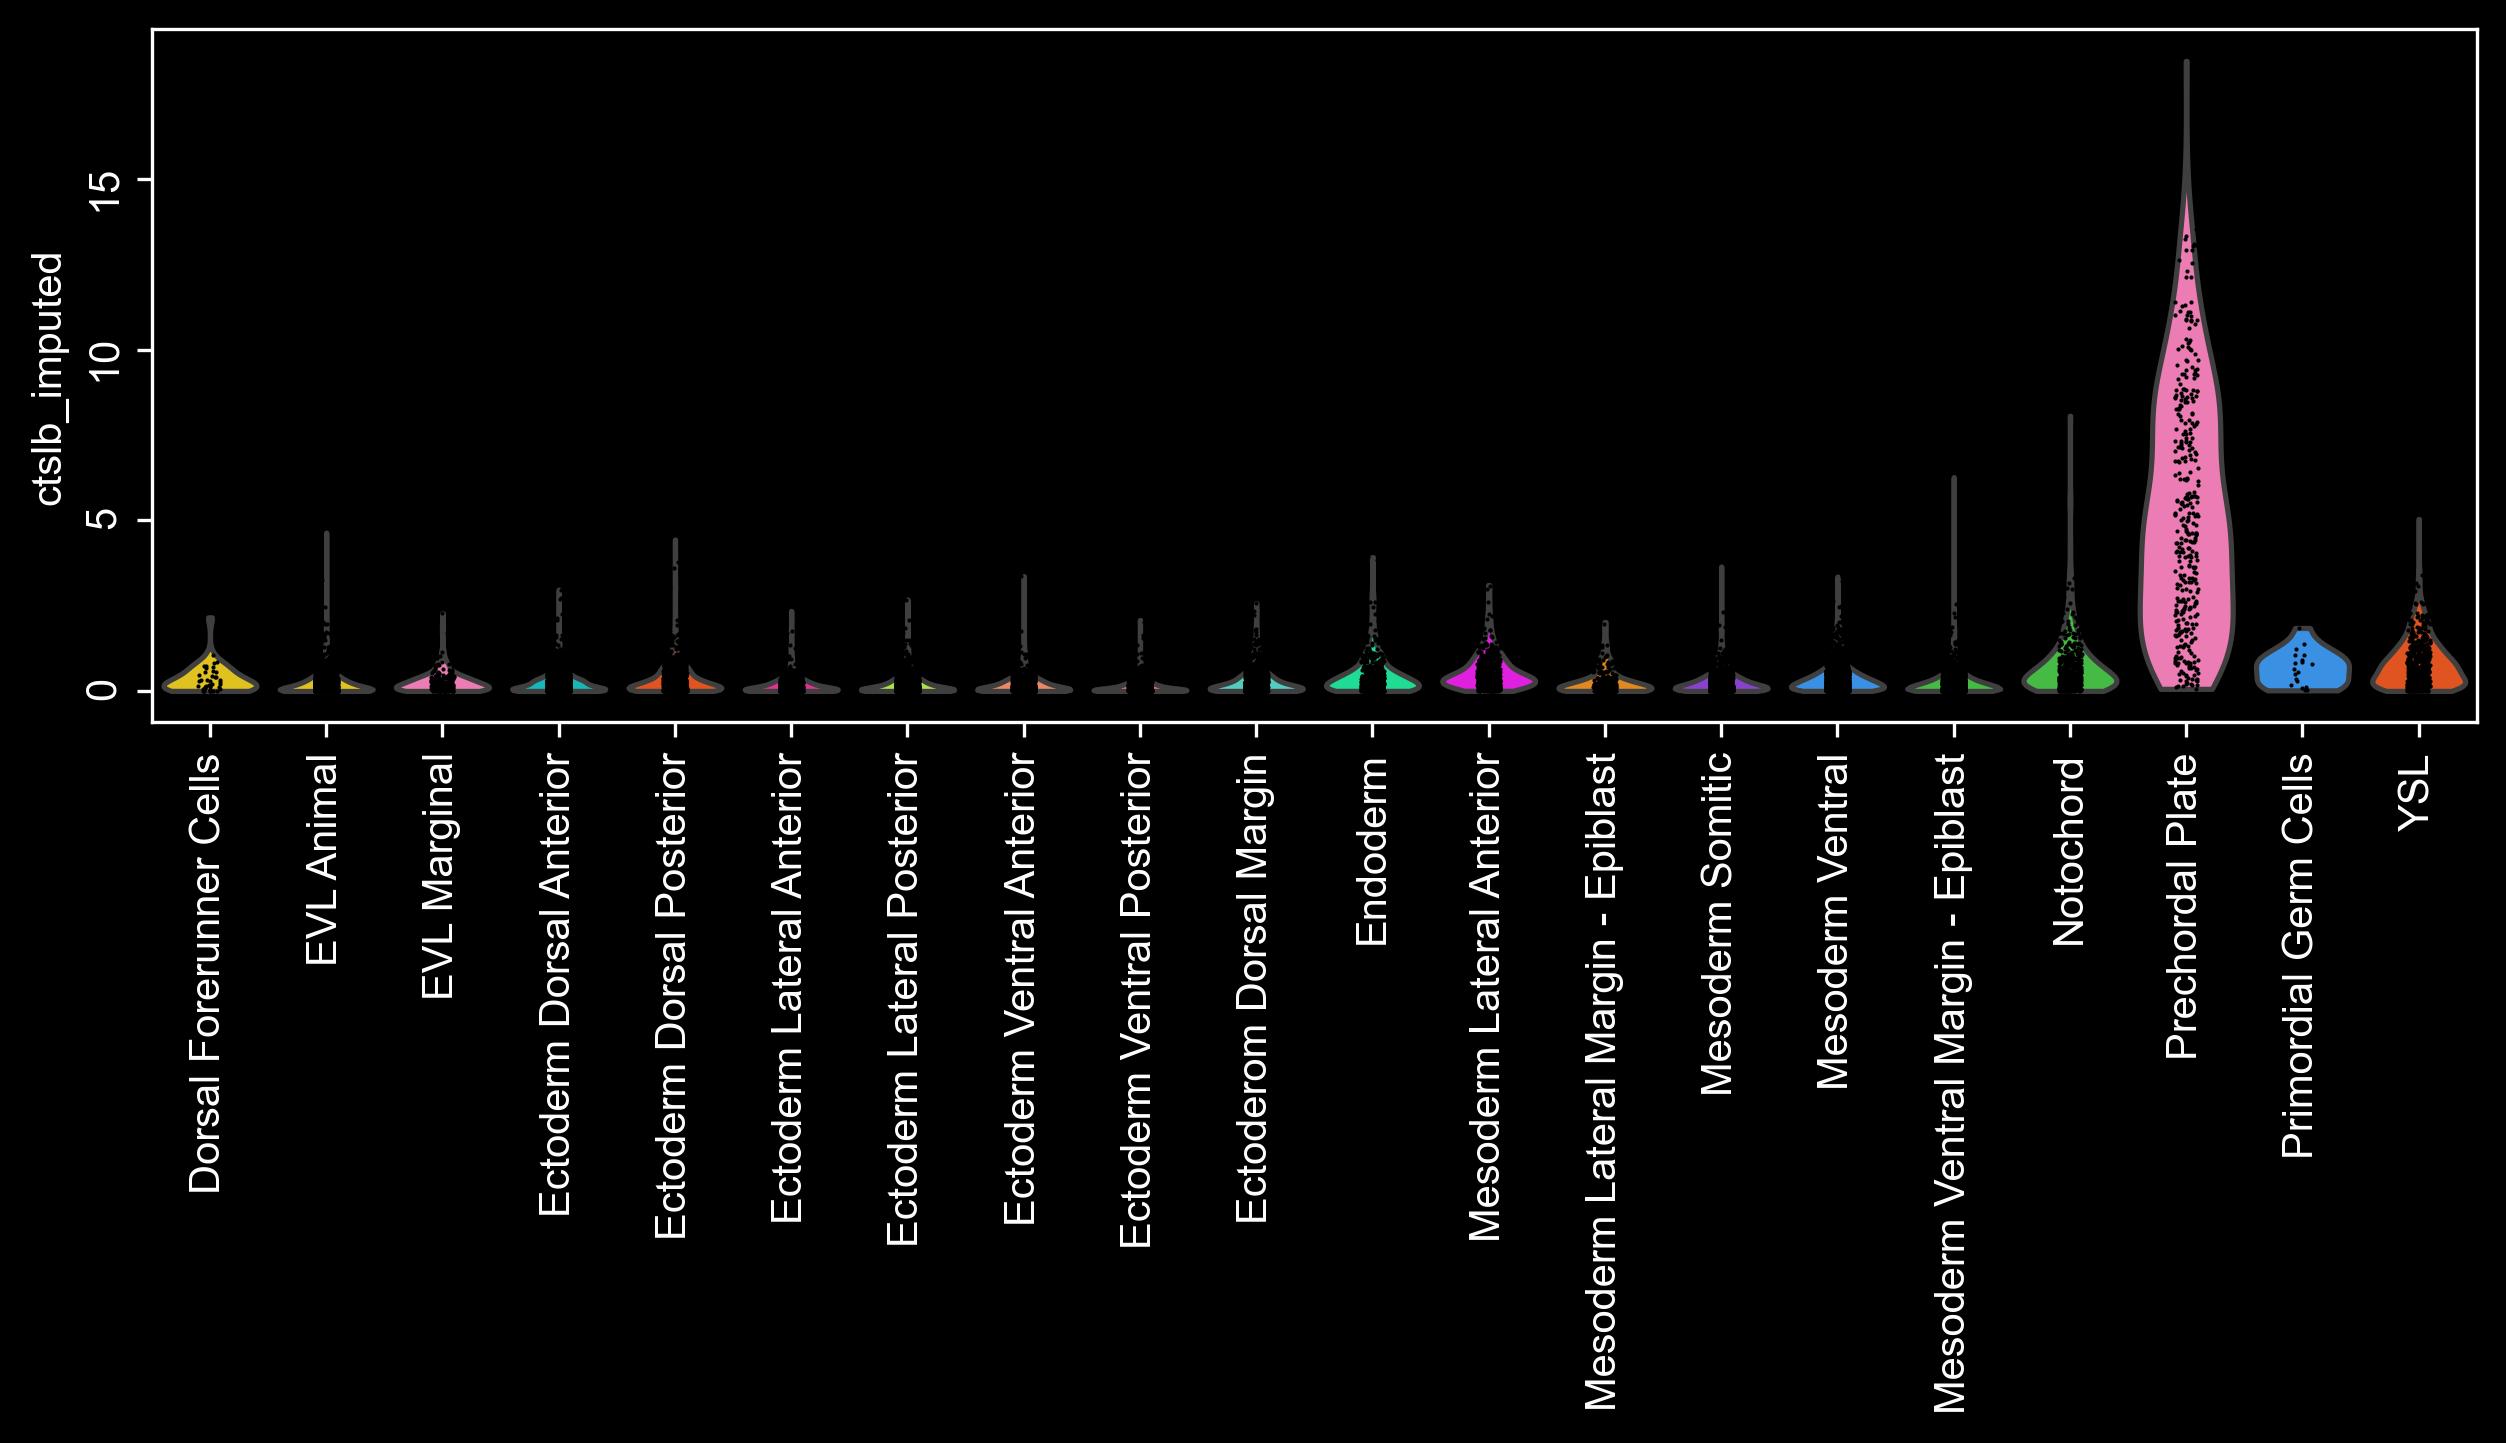 ctslb_imputed
0 5 10 15
Dorsal Forerunner Cells
EVL Animal
EVL Marginal
Ectoderm Dorsal Anterior
Ectoderm Dorsal Posterior
Ectoderm Lateral Anterior
Ectoderm Lateral Posterior
Ectoderm Ventral Anterior
Ectoderm Ventral Posterior
Ectoderom Dorsal Margin
Endoderm
Mesoderm Lateral Anterior
Mesoderm Lateral Margin - Epiblast
Mesoderm Somitic
Mesoderm Ventral
Mesoderm Ventral Margin - Epiblast
Notochord
Prechordal Plate
Primordial Germ Cells
YSL